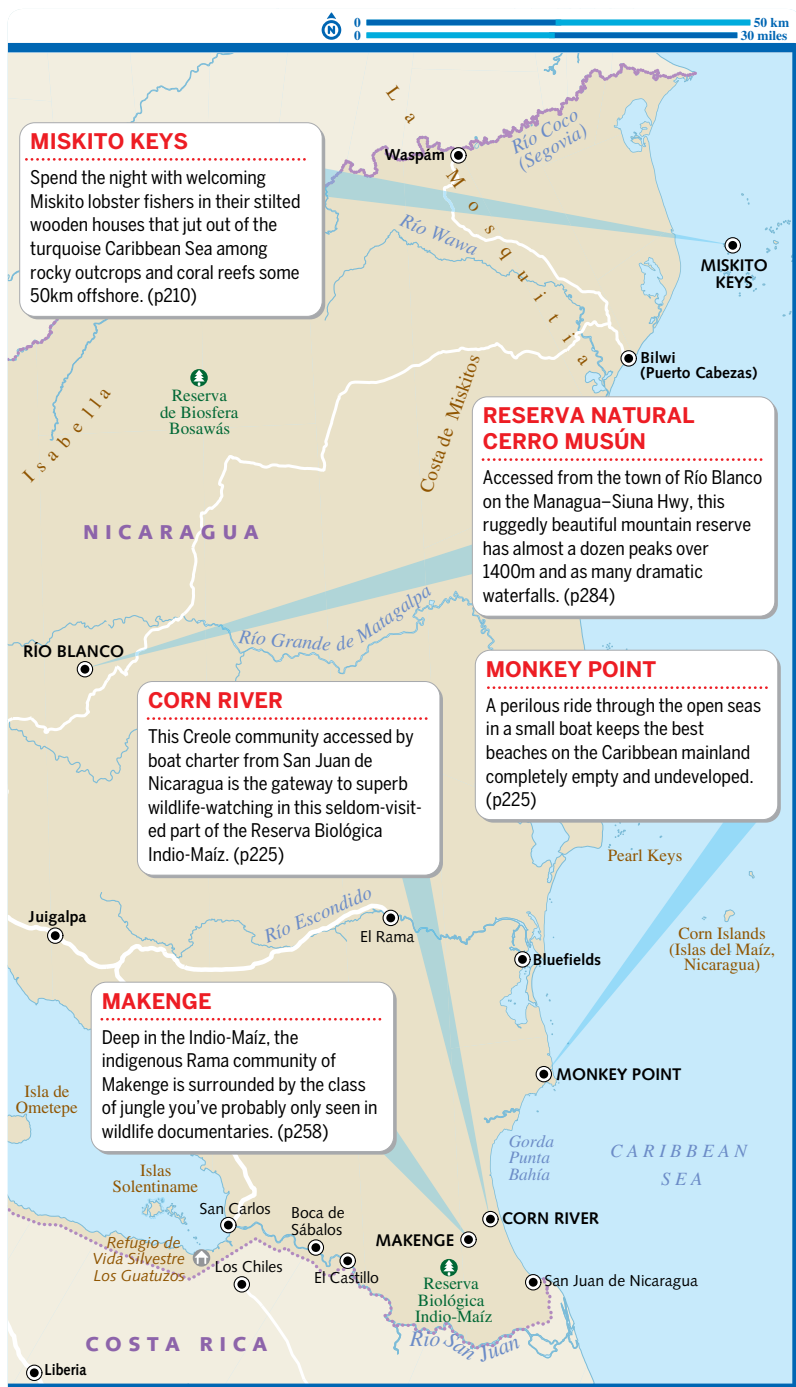 N
0 50 km
0 30 miles
La Mosquitia
Río Coco
(Segovia)
Waspám
MISKITO KEYS
Spend the night with welcoming
Miskito lobster fishers in their stilted
wooden houses that jut out of the
turquoise Caribbean Sea among
rocky outcrops and coral reefs some
50km offshore. (p210)
Río Wawa
MISKITO
KEYS
Bilwi
(Puerto Cabezas)
Reserva
de Biosfera
Bosawás
Isabella
Costa de Miskitos
RESERVA NATURAL
CERRO MUSÚN
Accessed from the town of Río Blanco
on the Managua–Siuna Hwy, this
ruggedly beautiful mountain reserve
has almost a dozen peaks over
1400m and as many dramatic
waterfalls. (p284)
NICARAGUA
Río Grande de Matagalpa
RÍO BLANCO
MONKEY POINT
A perilous ride through the open seas
in a small boat keeps the best
beaches on the Caribbean mainland
completely empty and undeveloped.
(p225)
CORN RIVER
This Creole community accessed by
boat charter from San Juan de
Nicaragua is the gateway to superb
wildlife-watching in this seldom-visit-
ed part of the Reserva Biológica
Indio-Maíz. (p225)
Pearl Keys
Juigalpa
Río Escondido
El Rama
Corn Islands
(Islas del Maíz,
Nicaragua)
Bluefields
MAKENGE
Deep in the Indio-Maíz, the
indigenous Rama community of
Makenge is surrounded by the class
of jungle you've probably only seen in
wildlife documentaries. (p258)
MONKEY POINT
Isla de
Ometepe
Gorda
Punta
Bahía
CARIBBEAN
SEA
Islas
Solentiname
San Carlos
Boca de
Sábalos
CORN RIVER
MAKENGE
Refugio de
Vida Silvestre
Los Guatuzos
Los Chiles
El Castillo
Reserva
Biológica
Indio-Maíz
San Juan de Nicaragua
Río San Juan
COSTA RICA
Liberia